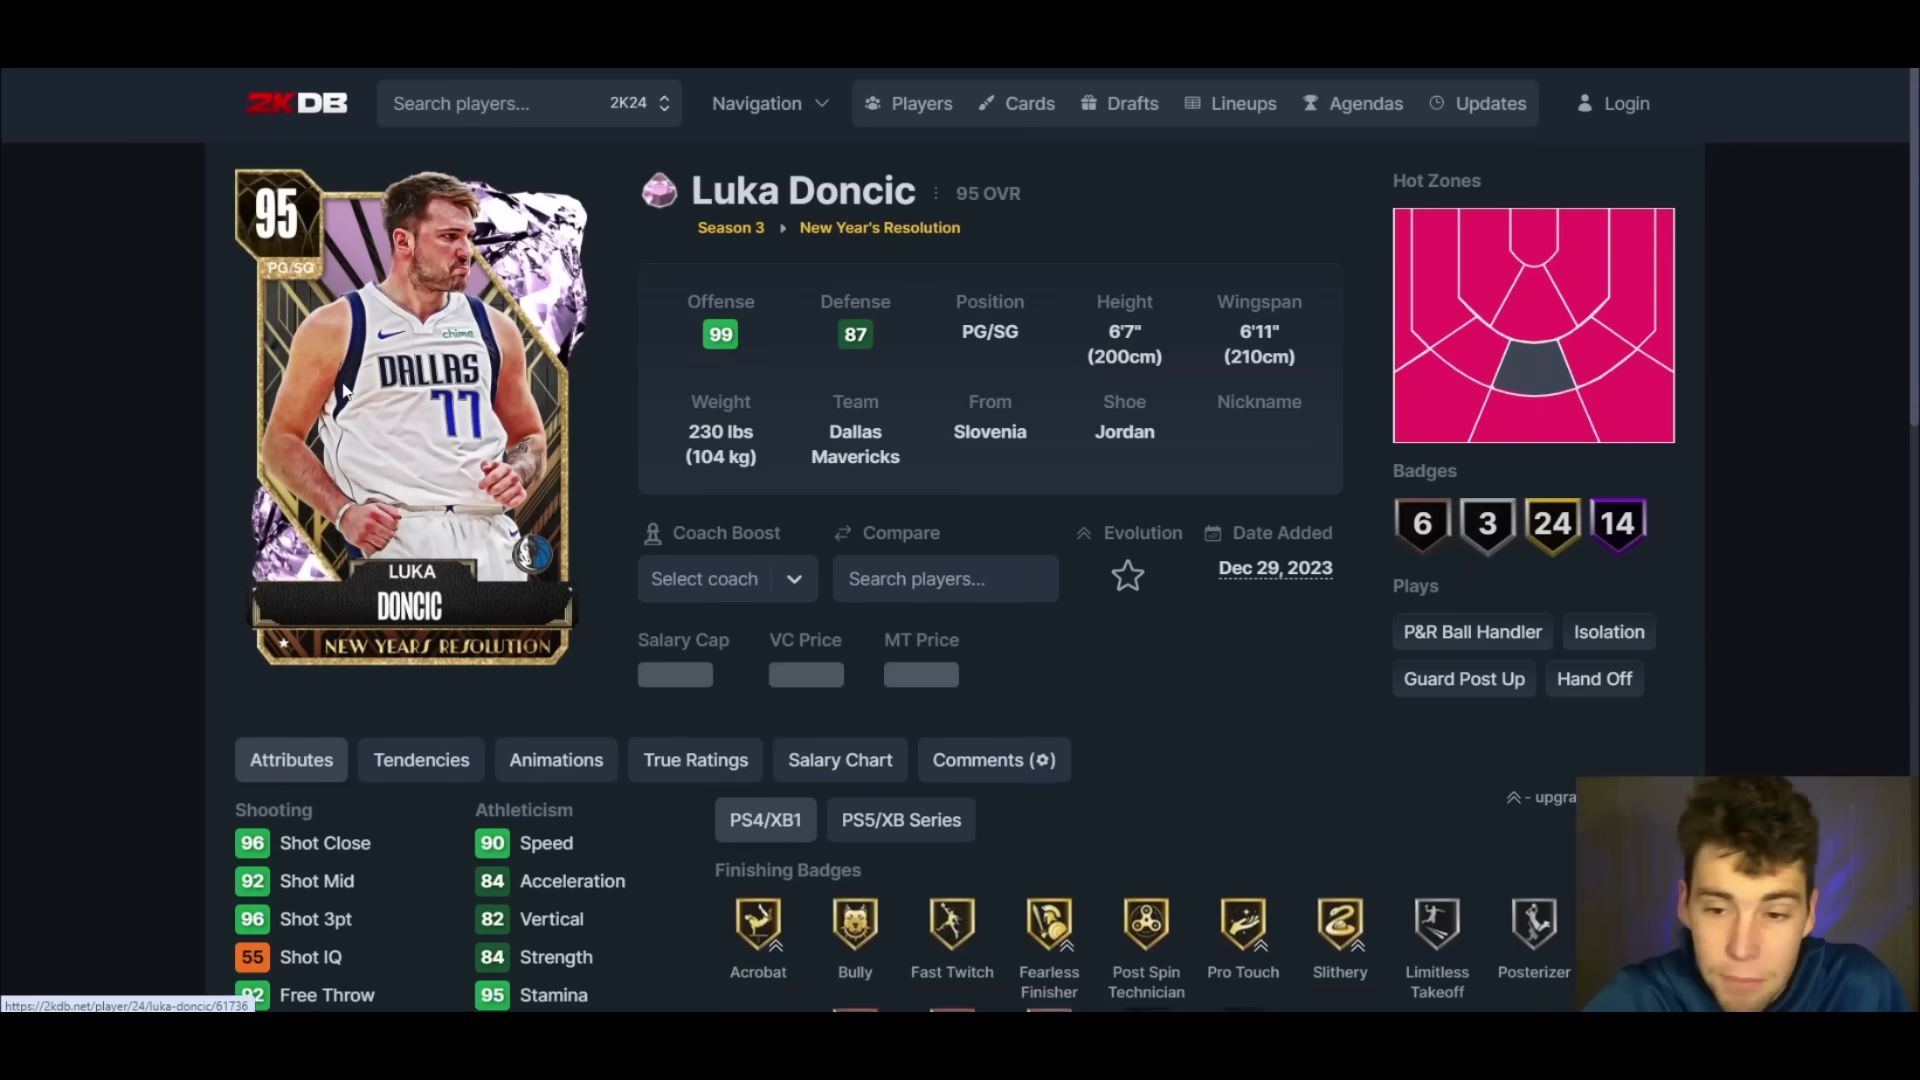 2KDB
Search players...
2K24
Navigation
Players
Cards
Drafts
Lineups
Agendas
Updates
Login
95
PG/SG
chime
DALLAS
77
LUKA
DONCIC
NEW YEARS RESOLUTION
Luka Doncic
95 OVR
Season 3
New Year's Resolution
Offense
Defense
Position
Height
Wingspan
99
87
PG/SG
6'7"
6'11"
(200cm)
(210cm)
Weight
Team
From
Shoe
Nickname
230 lbs
Dallas
Slovenia
Jordan
(104 kg)
Mavericks
Coach Boost
Compare
Evolution
Date Added
Select coach
Search players...
Dec 29, 2023
Salary Cap
VC Price
MT Price
Hot Zones
Badges
6
3
24
14
Plays
P&R Ball Handler
Isolation
Guard Post Up
Hand Off
Attributes
Tendencies
Animations
True Ratings
Salary Chart
Comments (⚙)
Shooting
96 Shot Close
92 Shot Mid
96 Shot 3pt
55 Shot IQ
92 Free Throw
Athleticism
90 Speed
84 Acceleration
82 Vertical
84 Strength
95 Stamina
PS4/XB1
PS5/XB Series
- upgra
Finishing Badges
Acrobat
Bully
Fast Twitch
Fearless
Finisher
Post Spin
Technician
Pro Touch
Slithery
Limitless
Takeoff
Posterizer
https://2kdb.net/player/24/luka-doncic/61736